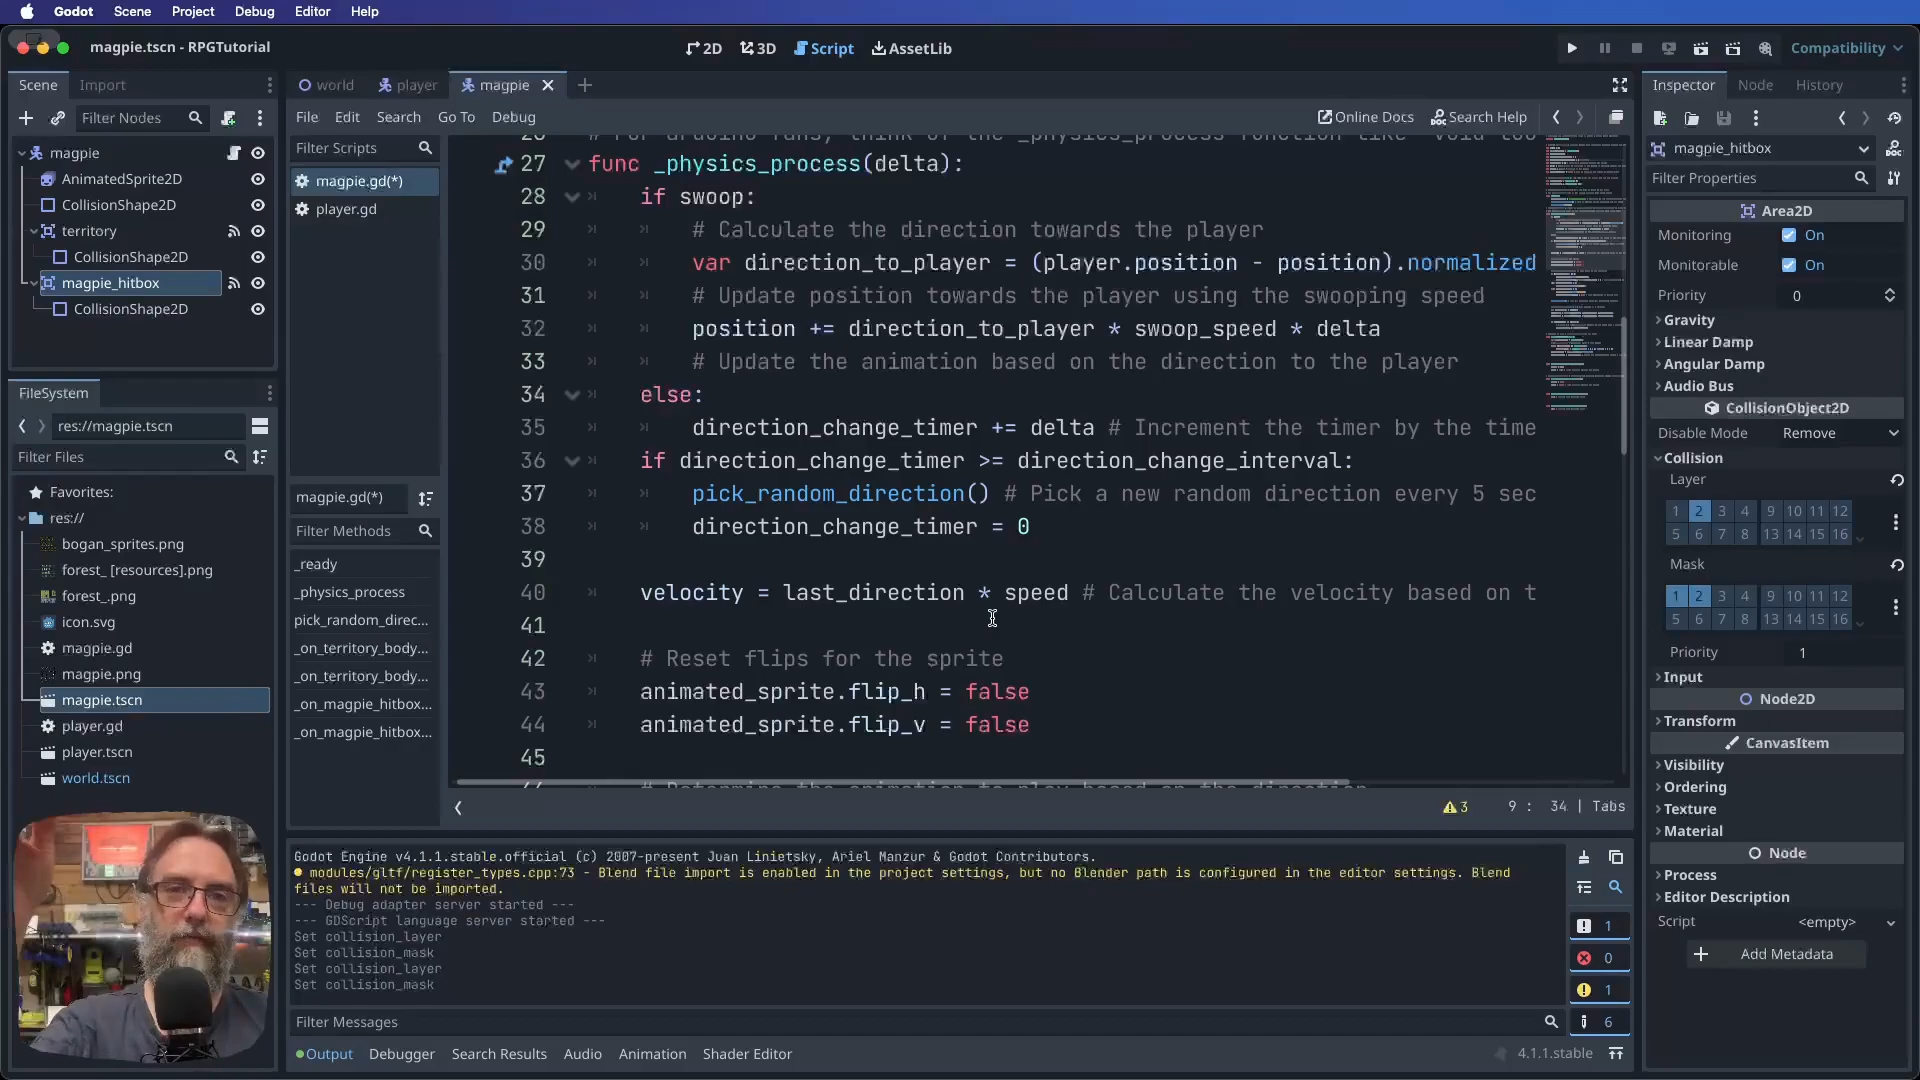 Godot Scene Project Debug Editor Help
magpie.tscn - RPGTutorial
2D 3D Script AssetLib
Compatibility
Scene Import
world player magpie
Inspector Node History
Filter Nodes
File Edit Search Go To Debug
Online Docs Search Help
magpie
AnimatedSprite2D
CollisionShape2D
territory
CollisionShape2D
magpie_hitbox
CollisionShape2D
FileSystem
res://magpie.tscn
Filter Files
Favorites:
res://
bogan_sprites.png
forest_ [resources].png
forest_.png
icon.svg
magpie.gd
magpie.png
magpie.tscn
player.gd
player.tscn
world.tscn
Filter Scripts
magpie.gd(*)
player.gd
magpie.gd(*)
Filter Methods
_ready
_physics_process
pick_random_direc...
_on_territory_body...
_on_territory_body...
_on_magpie_hitbox...
_on_magpie_hitbox...
27 func _physics_process(delta):
28 if swoop:
29 # Calculate the direction towards the player
30 var direction_to_player = (player.position - position).normalized
31 # Update position towards the player using the swooping speed
32 position += direction_to_player * swoop_speed * delta
33 # Update the animation based on the direction to the player
34 else:
35 direction_change_timer += delta # Increment the timer by the time
36 if direction_change_timer >= direction_change_interval:
37 pick_random_direction() # Pick a new random direction every 5 sec
38 direction_change_timer = 0
39
40 velocity = last_direction * speed # Calculate the velocity based on t
41
42 # Reset flips for the sprite
43 animated_sprite.flip_h = false
44 animated_sprite.flip_v = false
45
3 9 : 34 | Tabs
Godot Engine v4.1.1.stable.official (c) 2007-present Juan Linietsky, Ariel Manzur & Godot Contributors.
modules/gltf/register_types.cpp:73 - Blend file import is enabled in the project settings, but no Blender path is configured in the editor settings. Blend
files will not be imported.
--- Debug adapter server started ---
--- GDScript language server started ---
Set collision_layer
Set collision_mask
Set collision_layer
Set collision_mask
1
0
1
6
Filter Messages
Output Debugger Search Results Audio Animation Shader Editor
4.1.1.stable
magpie_hitbox
Filter Properties
Area2D
Monitoring On
Monitorable On
Priority 0
Gravity
Linear Damp
Angular Damp
Audio Bus
CollisionObject2D
Disable Mode Remove
Collision
Layer
1 2 3 4 9 10 11 12
5 6 7 8 13 14 15 16
Mask
1 2 3 4 9 10 11 12
5 6 7 8 13 14 15 16
Priority 1
Input
Node2D
Transform
CanvasItem
Visibility
Ordering
Texture
Material
Node
Process
Editor Description
Script <empty>
Add Metadata